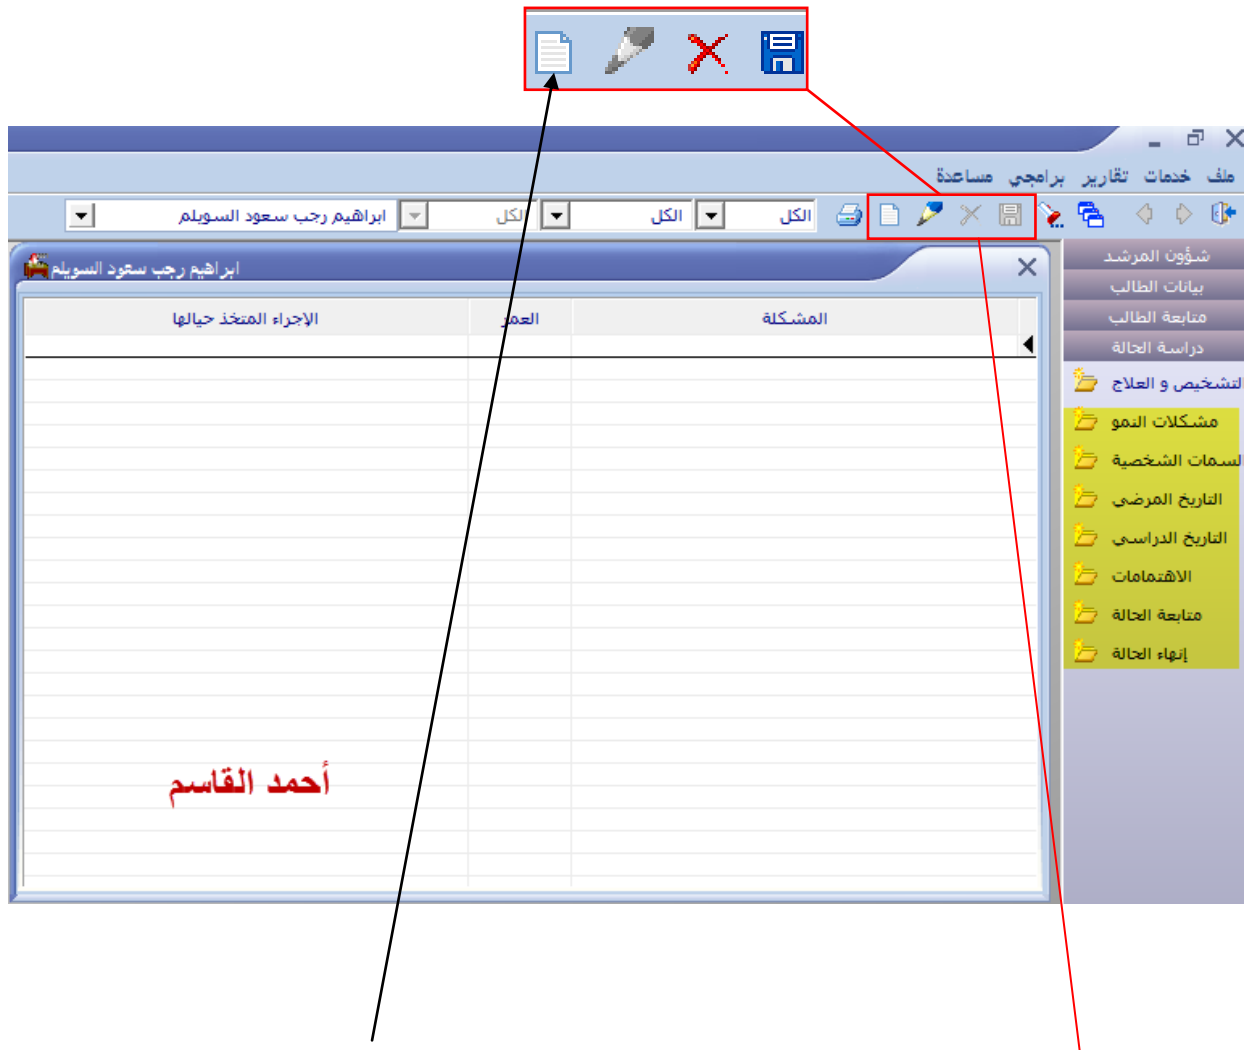 ملف خدمات تقارير برامجي مساعدة
الكل الكل الكل ابراهيم رجب سعود السويلم
شؤون المرشد
بيانات الطالب
متابعة الطالب
دراسة الحالة
التشخيص و العلاج
مشكلات النمو
السمات الشخصية
التاريخ المرضي
التاريخ الدراسي
الاهتمامات
متابعة الحالة
إنهاء الحالة
ابراهيم رجب سعود السويلم
المشكلة العمر الإجراء المتخذ حيالها
أحمد القاسم